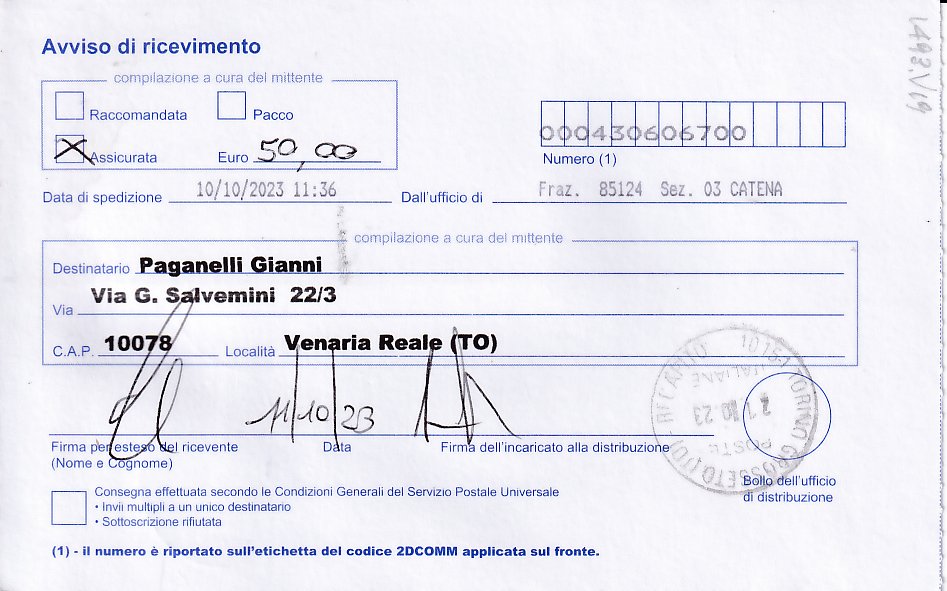 Avviso di ricevimento
compilazione a cura del mittente
Raccomandata Pacco
Assicurata Euro 50,00
000430606700
Numero (1)
Data di spedizione 10/10/2023 11:36 Dall'ufficio di Fraz. 85124 Sez. 03 CATENA
compilazione a cura del mittente
Destinatario Paganelli Gianni
Via G. Salvemini 22/3
Via
C.A.P. 10078 Località Venaria Reale (TO)
11/10/23
Firma per esteso del ricevente Data Firma dell'incaricato alla distribuzione
(Nome e Cognome)
POSTE ITALIANE
10.23
Bollo dell'ufficio
di distribuzione
Consegna effettuata secondo le Condizioni Generali del Servizio Postale Universale
• Invii multipli a un unico destinatario
• Sottoscrizione rifiutata
(1) - il numero è riportato sull'etichetta del codice 2DCOMM applicata sul fronte.